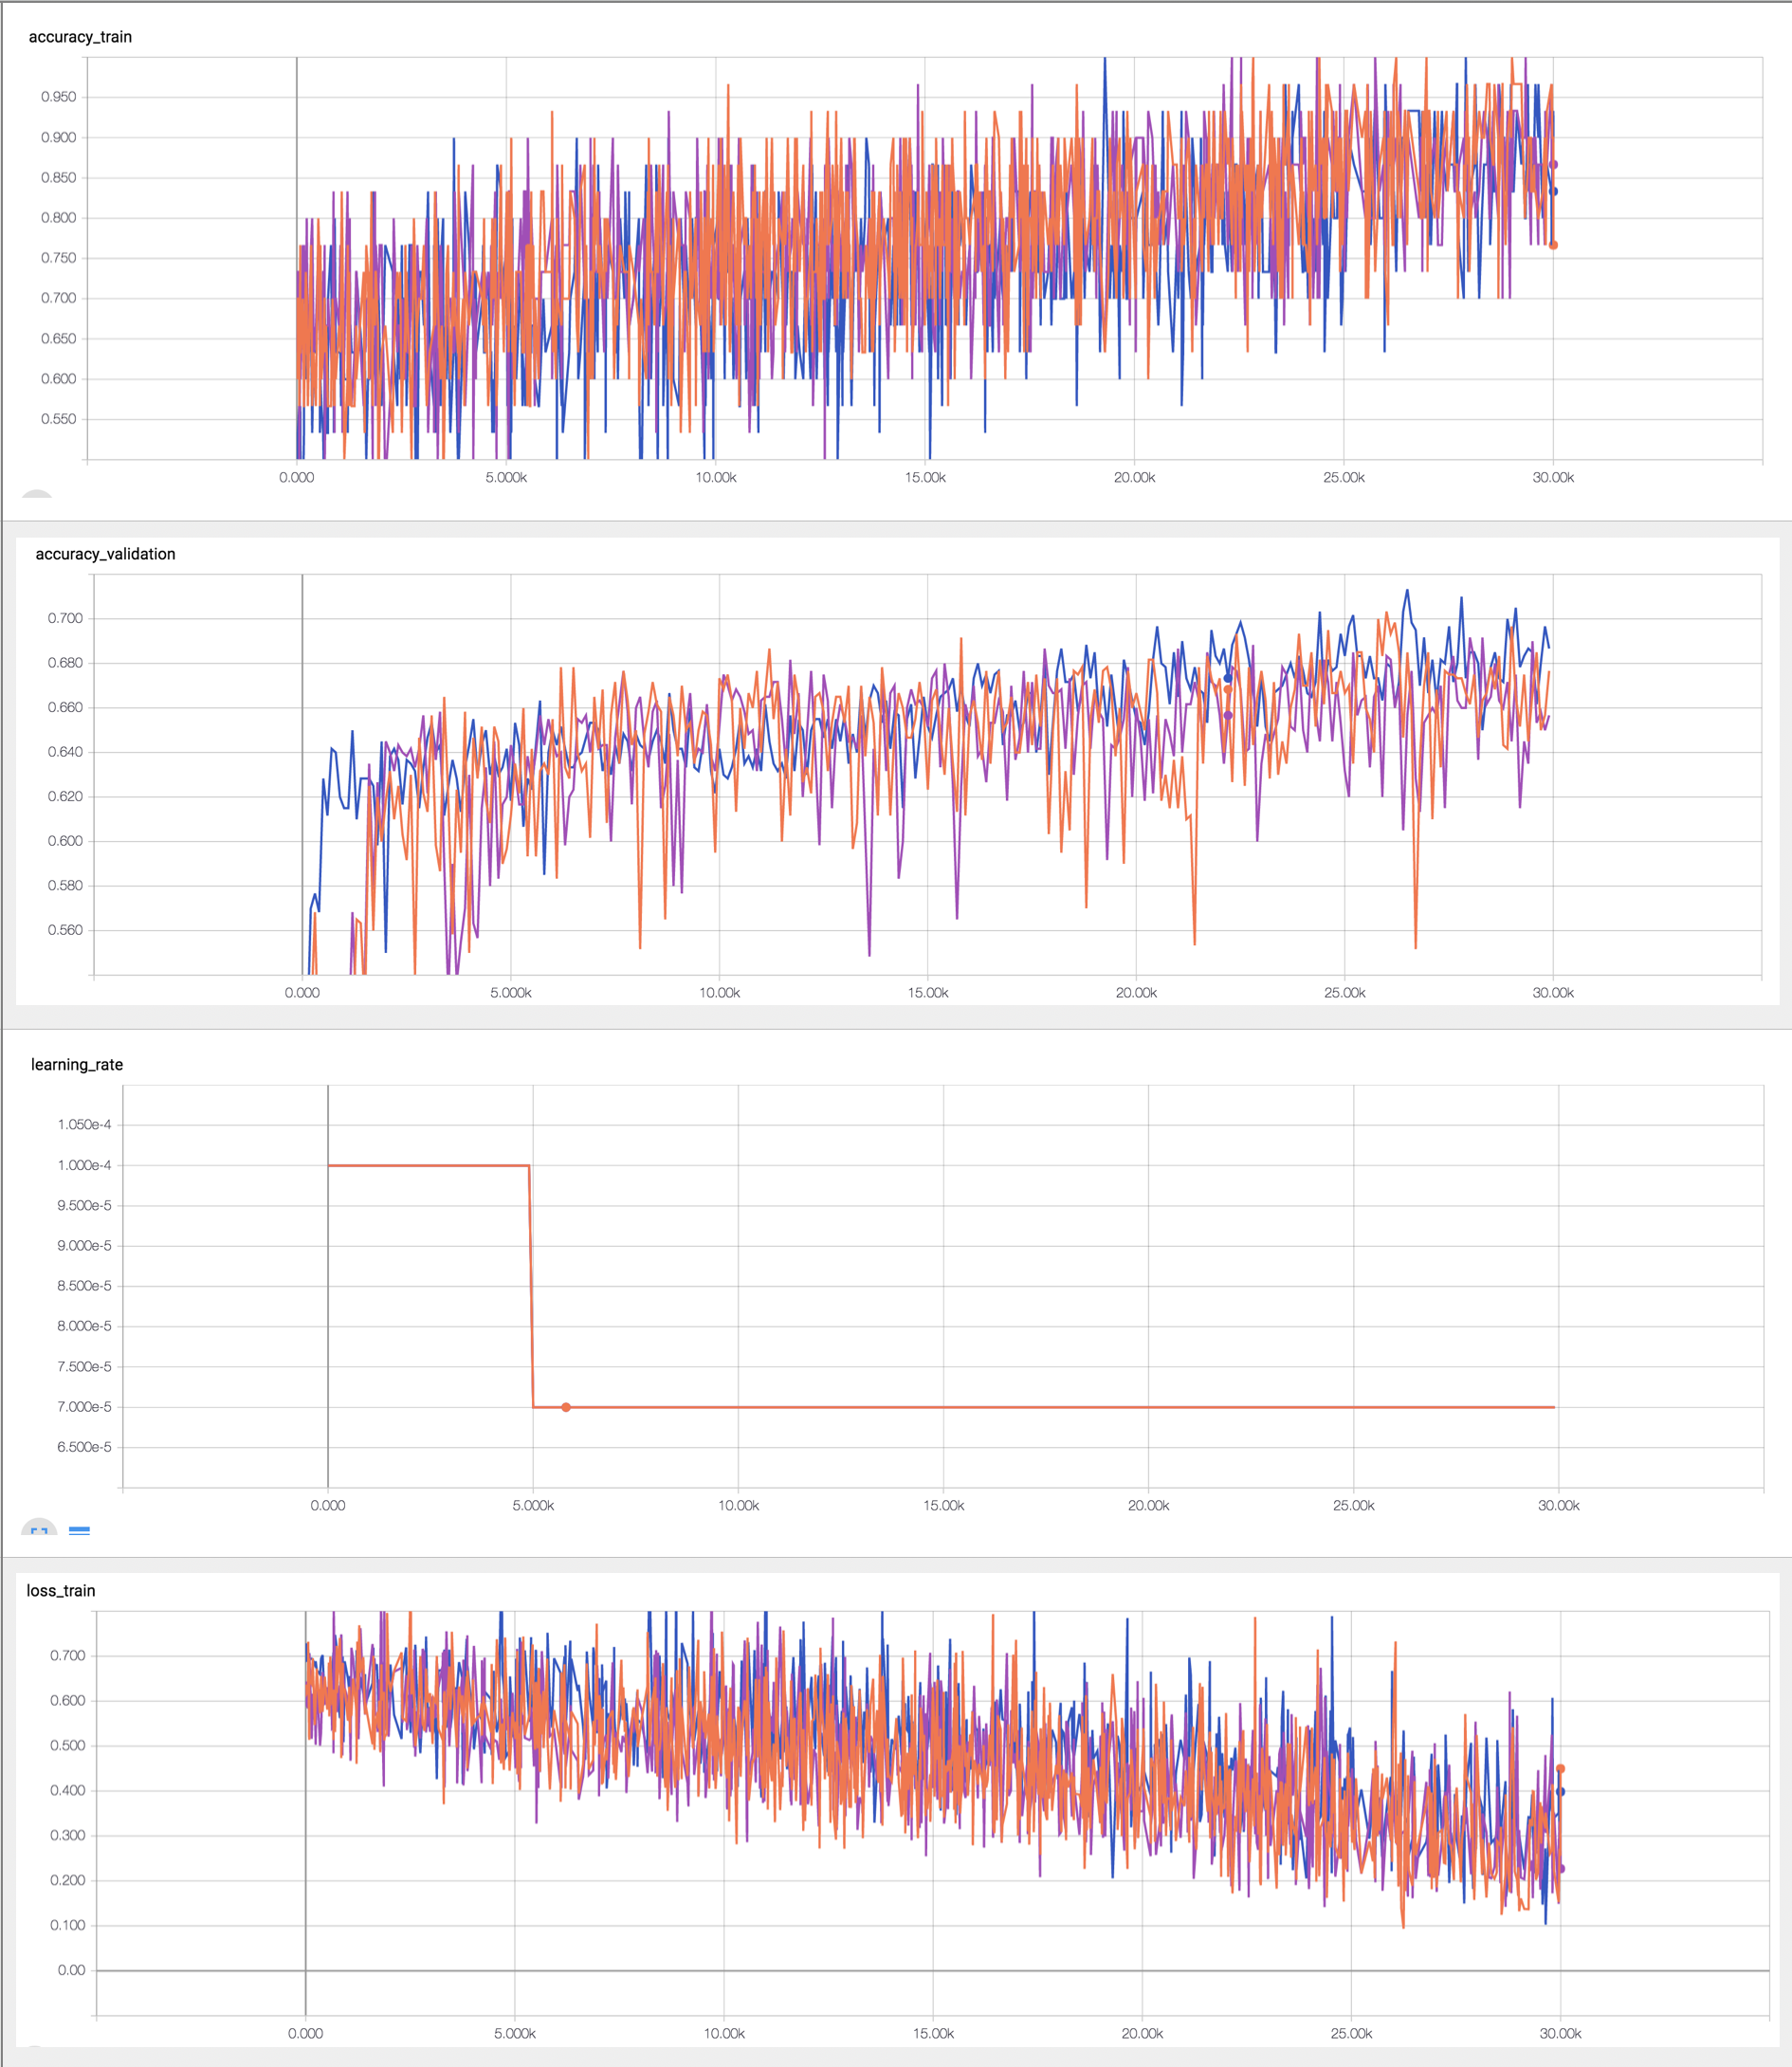 accuracy_train
0.950
0.900
0.850
0.800
0.750
0.700
0.650
0.600
0.550
0.000 5.000k 10.00k 15.00k 20.00k 25.00k 30.00k
accuracy_validation
0.700
0.680
0.660
0.640
0.620
0.600
0.580
0.560
0.000 5.000k 10.00k 15.00k 20.00k 25.00k 30.00k
learning_rate
1.050e-4
1.000e-4
9.500e-5
9.000e-5
8.500e-5
8.000e-5
7.500e-5
7.000e-5
6.500e-5
0.000 5.000k 10.00k 15.00k 20.00k 25.00k 30.00k
loss_train
0.700
0.600
0.500
0.400
0.300
0.200
0.100
0.00
0.000 5.000k 10.00k 15.00k 20.00k 25.00k 30.00k